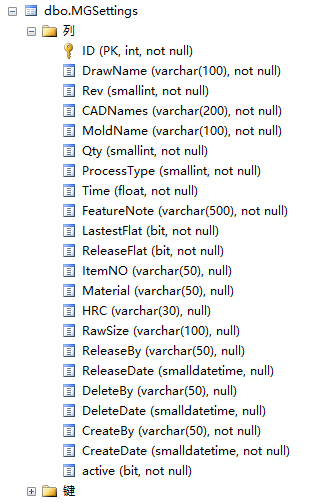 dbo.MGSettings
列
ID (PK, int, not null)
DrawName (varchar(100), not null)
Rev (smallint, not null)
CADNames (varchar(200), not null)
MoldName (varchar(100), not null)
Qty (smallint, not null)
ProcessType (smallint, not null)
Time (float, not null)
FeatureNote (varchar(500), not null)
LastestFlat (bit, not null)
ReleaseFlat (bit, not null)
ItemNO (varchar(50), null)
Material (varchar(50), null)
HRC (varchar(30), null)
RawSize (varchar(100), null)
ReleaseBy (varchar(50), null)
ReleaseDate (smalldatetime, null)
DeleteBy (varchar(50), null)
DeleteDate (smalldatetime, null)
CreateBy (varchar(50), not null)
CreateDate (smalldatetime, not null)
active (bit, not null)
键